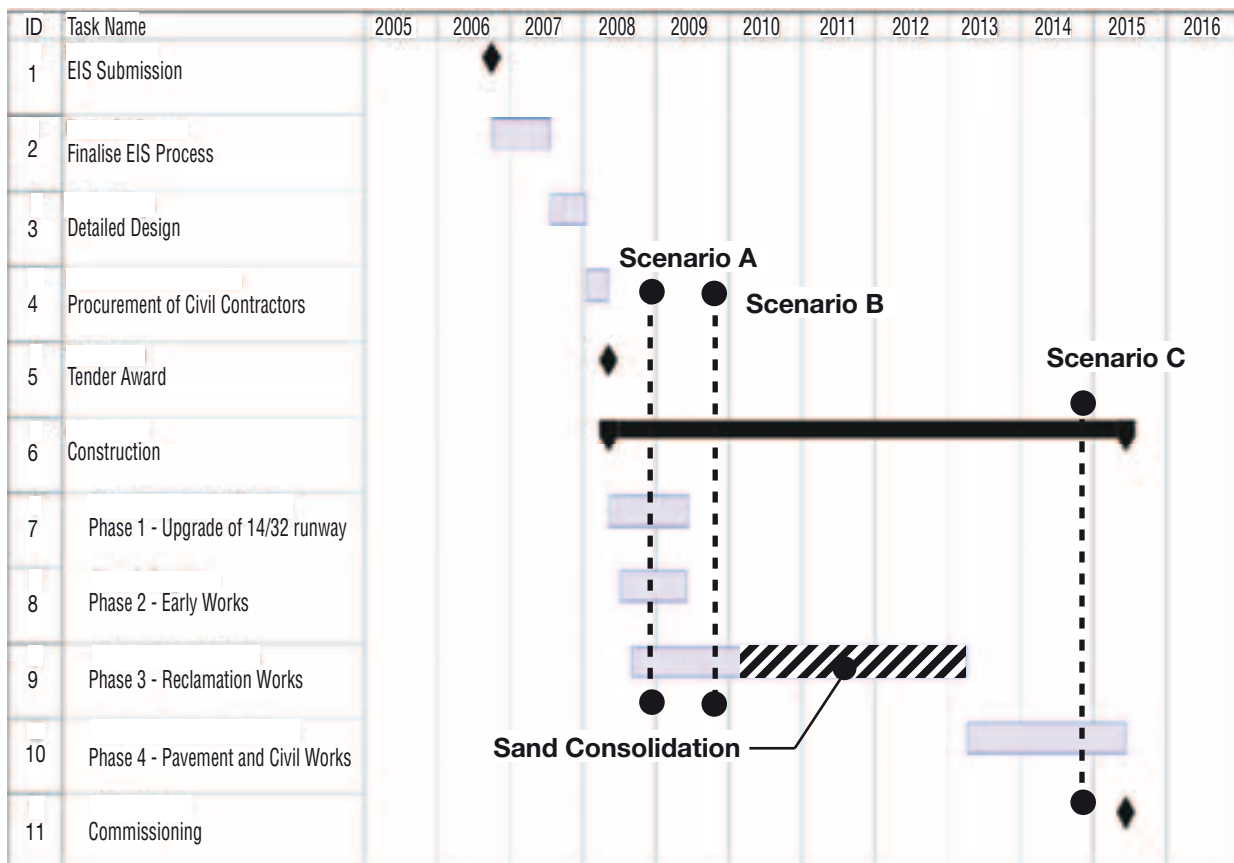 ID Task Name 2005 2006 2007 2008 2009 2010 2011 2012 2013 2014 2015 2016
1 EIS Submission
2 Finalise EIS Process
3 Detailed Design
Scenario A
4 Procurement of Civil Contractors
Scenario B
Scenario C
5 Tender Award
6 Construction
7 Phase 1 - Upgrade of 14/32 runway
8 Phase 2 - Early Works
9 Phase 3 - Reclamation Works
Sand Consolidation
10 Phase 4 - Pavement and Civil Works
11 Commissioning